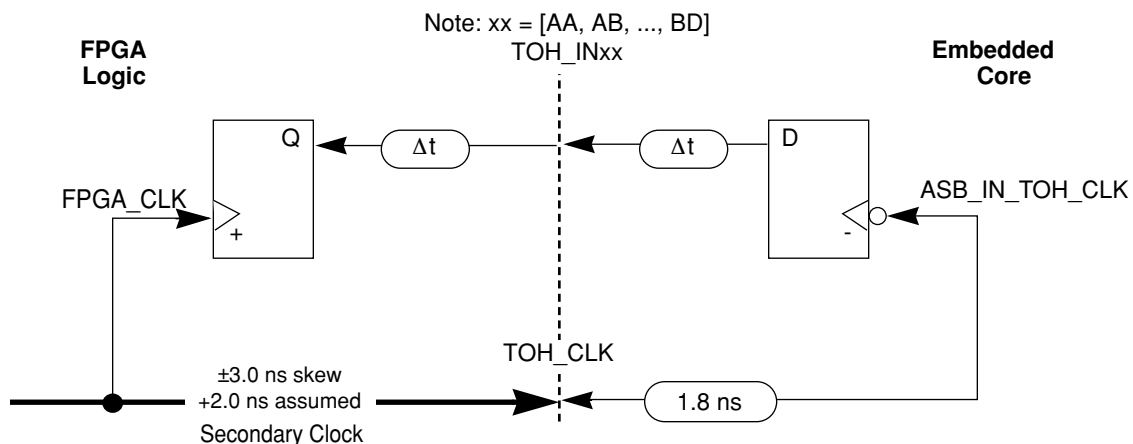 Note: xx = [AA, AB, ..., BD]
TOH_INxx
FPGA
Logic
Embedded
Core
Q
Δt
Δt
D
FPGA_CLK
+
ASB_IN_TOH_CLK
-
TOH_CLK
±3.0 ns skew
+2.0 ns assumed
Secondary Clock
1.8 ns